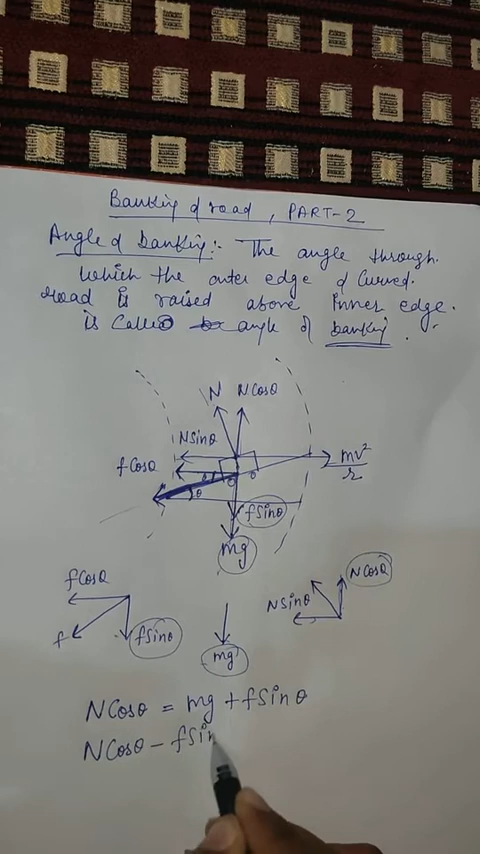 Banking of road, PART-2
Angle of banking:- The angle through
which the outer edge of curved
road is raised above inner edge.
is called angle of banking.
N NCosθ
NSinθ
fCosθ
mv²/r
θ
θ
θ
fSinθ
mg
fCosθ
f
fSinθ
mg
NSinθ
NCosθ
NCosθ = mg + fSinθ
NCosθ - fSin